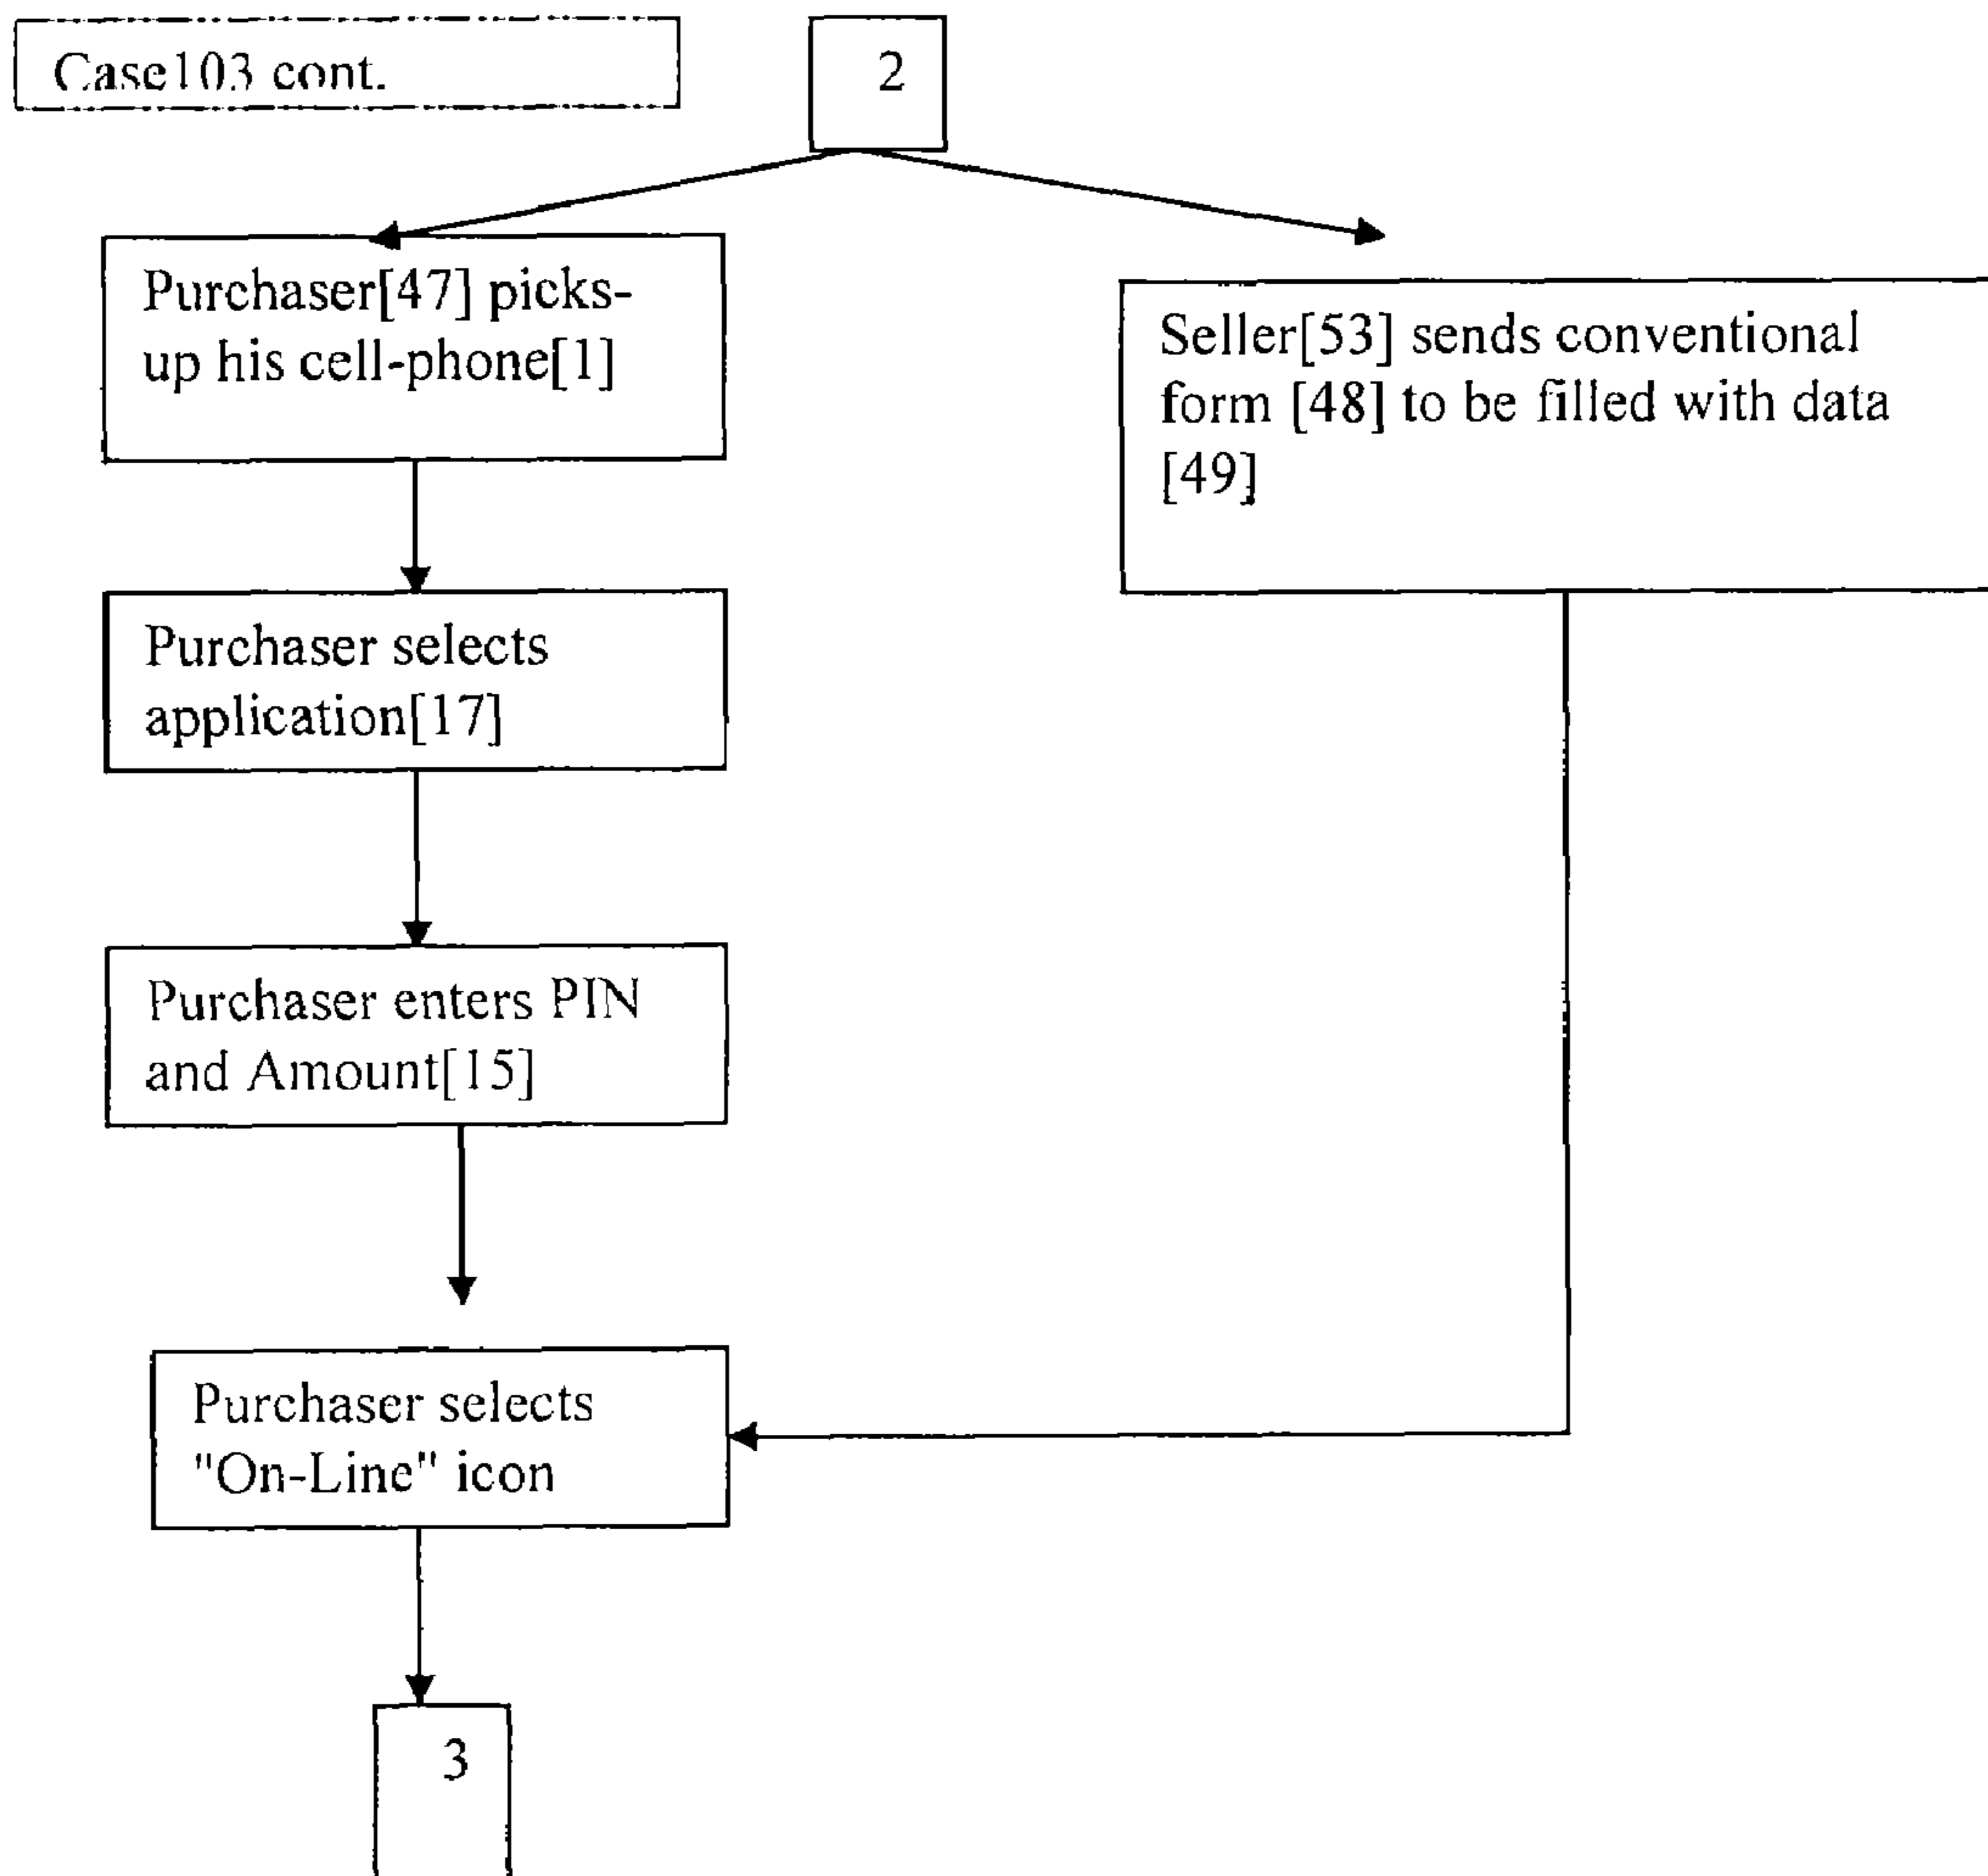 Case103 cont.
2
Purchaser[47] picks-
up his cell-phone[1]
Seller[53] sends conventional
form [48] to be filled with data
[49]
Purchaser selects
application[17]
Purchaser enters PIN
and Amount[15]
Purchaser selects
"On-Line" icon
3